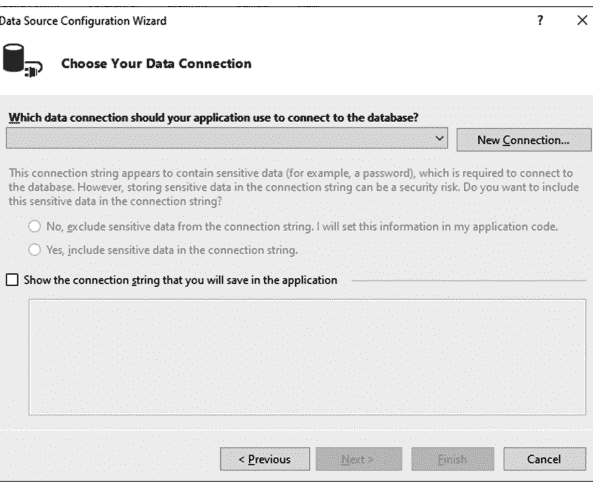 Data Source Configuration Wizard ? ✕
Choose Your Data Connection
Which data connection should your application use to connect to the database?
New Connection...
This connection string appears to contain sensitive data (for example, a password), which is required to connect to
the database. However, storing sensitive data in the connection string can be a security risk. Do you want to include
this sensitive data in the connection string?
No, exclude sensitive data from the connection string. I will set this information in my application code.
Yes, include sensitive data in the connection string.
Show the connection string that you will save in the application
< Previous Next > Finish Cancel